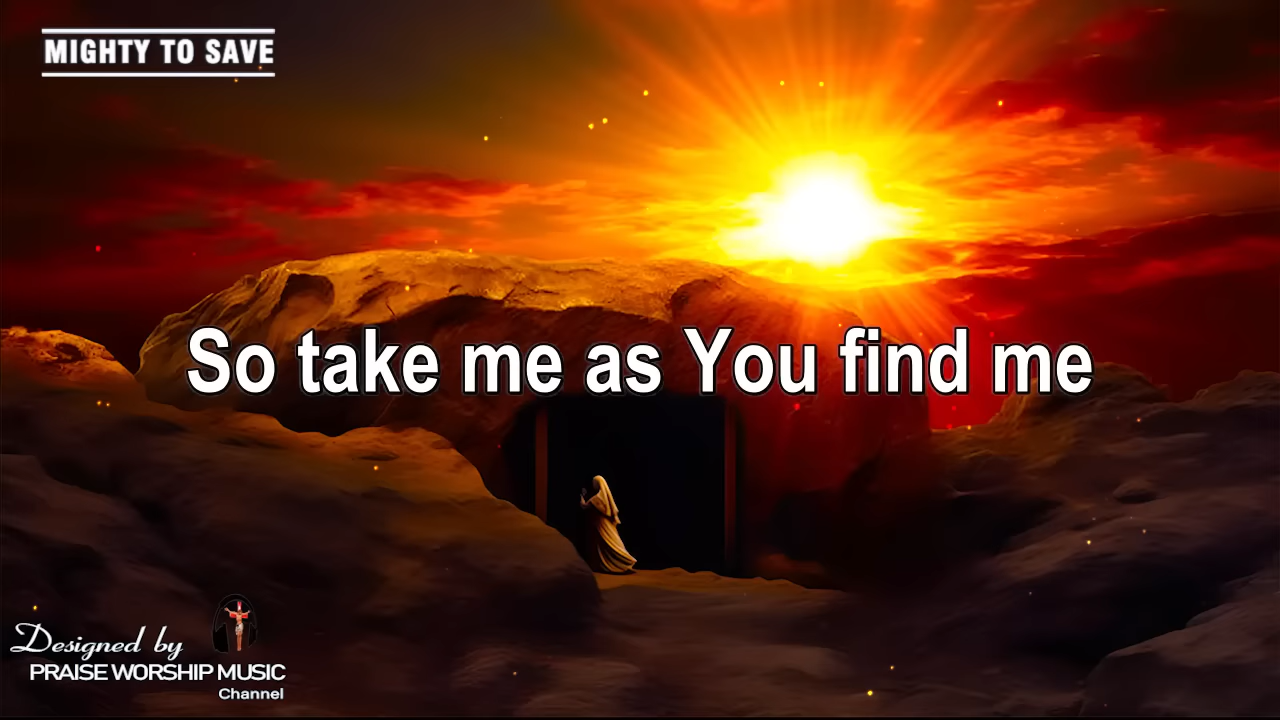 MIGHTY TO SAVE
So take me as You find me
Designed by
PRAISE WORSHIP MUSIC
Channel